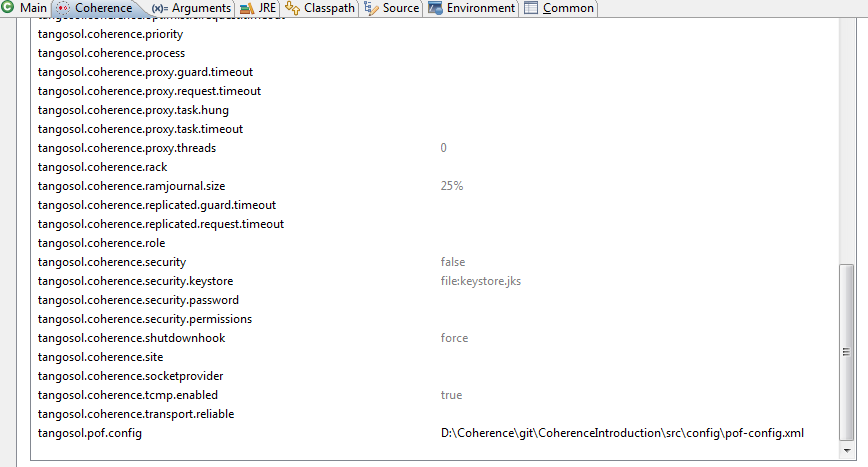 Main Coherence (x)= Arguments JRE Classpath Source Environment Common
tangosol.coherence.priority
tangosol.coherence.process
tangosol.coherence.proxy.guard.timeout
tangosol.coherence.proxy.request.timeout
tangosol.coherence.proxy.task.hung
tangosol.coherence.proxy.task.timeout
tangosol.coherence.proxy.threads 0
tangosol.coherence.rack
tangosol.coherence.ramjournal.size 25%
tangosol.coherence.replicated.guard.timeout
tangosol.coherence.replicated.request.timeout
tangosol.coherence.role
tangosol.coherence.security false
tangosol.coherence.security.keystore file:keystore.jks
tangosol.coherence.security.password
tangosol.coherence.security.permissions
tangosol.coherence.shutdownhook force
tangosol.coherence.site
tangosol.coherence.socketprovider
tangosol.coherence.tcmp.enabled true
tangosol.coherence.transport.reliable
tangosol.pof.config D:\Coherence\git\CoherenceIntroduction\src\config\pof-config.xml